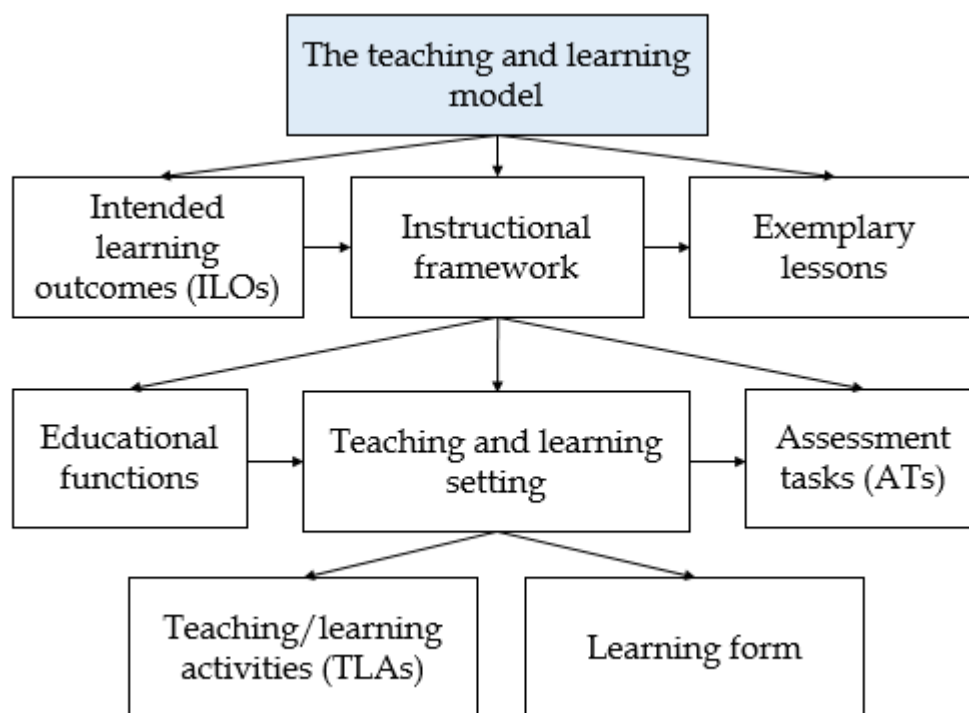 The teaching and learning
model
Intended
learning
outcomes (ILOs)
Instructional
framework
Exemplary
lessons
Educational
functions
Teaching and learning
setting
Assessment
tasks (ATs)
Teaching/learning
activities (TLAs)
Learning form